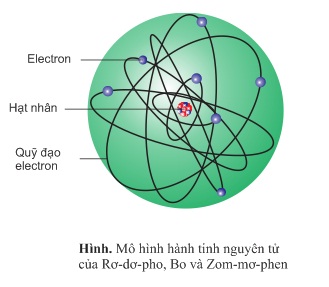 Electron
Hạt nhân
Quỹ đạo
electron
Hình. Mô hình hành tinh nguyên tử
của Rơ-dơ-pho, Bo và Zom-mơ-phen